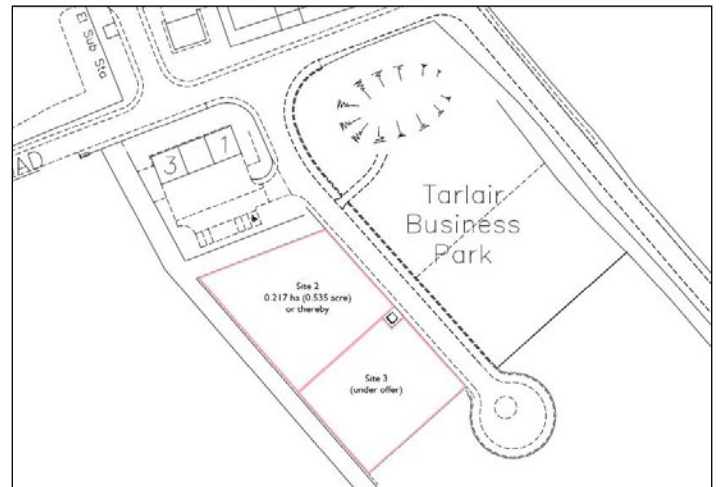 El Sub Sta
AD
3
1
Tarlair
Business
Park
Site 2
0.217 ha (0.535 acre)
or thereby
Site 3
(under offer)